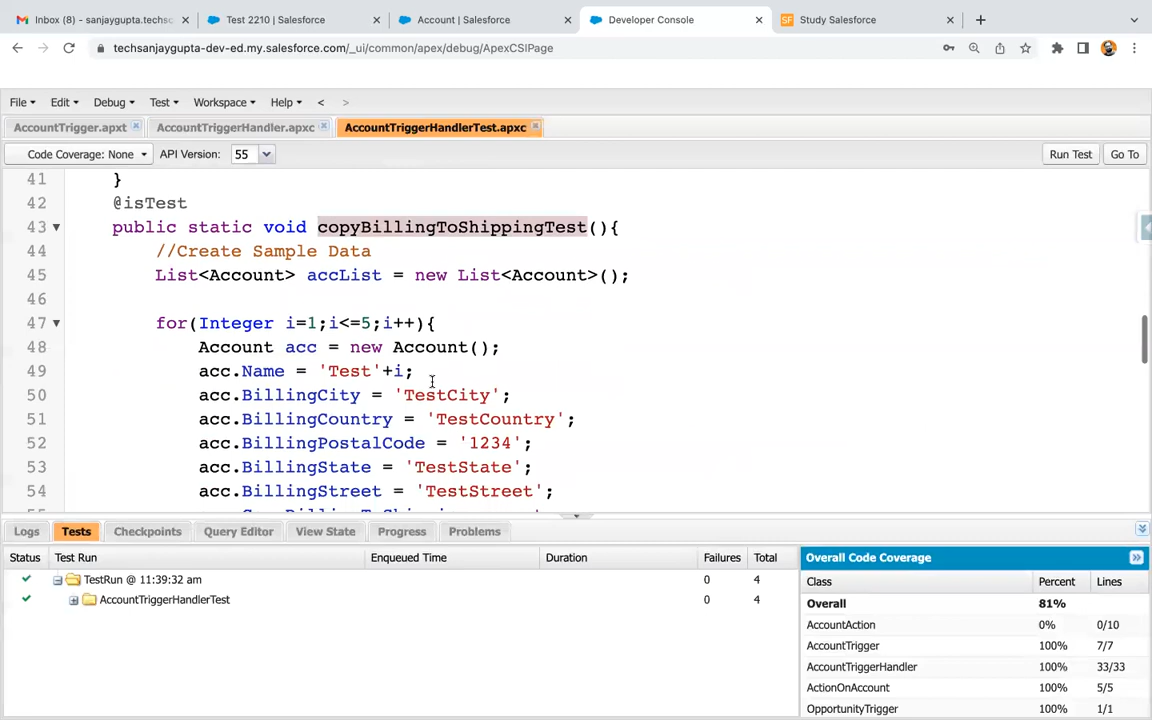 Inbox (8) - sanjaygupta.techsc
Test 2210 | Salesforce
Account | Salesforce
Developer Console
Study Salesforce
techsanjaygupta-dev-ed.my.salesforce.com/_ui/common/apex/debug/ApexCSIPage
File Edit Debug Test Workspace Help < >
AccountTrigger.apxt
AccountTriggerHandler.apxc
AccountTriggerHandlerTest.apxc
Code Coverage: None API Version: 55 Run Test Go To
41 }
42 @isTest
43 public static void copyBillingToShippingTest(){
44 //Create Sample Data
45 List<Account> accList = new List<Account>();
46
47 for(Integer i=1;i<=5;i++){
48 Account acc = new Account();
49 acc.Name = 'Test'+i;
50 acc.BillingCity = 'TestCity';
51 acc.BillingCountry = 'TestCountry';
52 acc.BillingPostalCode = '1234';
53 acc.BillingState = 'TestState';
54 acc.BillingStreet = 'TestStreet';
Logs Tests Checkpoints Query Editor View State Progress Problems
Status Test Run Enqueued Time Duration Failures Total
TestRun @ 11:39:32 am 0 4
AccountTriggerHandlerTest 0 4
Overall Code Coverage
Class Percent Lines
Overall 81%
AccountAction 0% 0/10
AccountTrigger 100% 7/7
AccountTriggerHandler 100% 33/33
ActionOnAccount 100% 5/5
OpportunityTrigger 100% 1/1